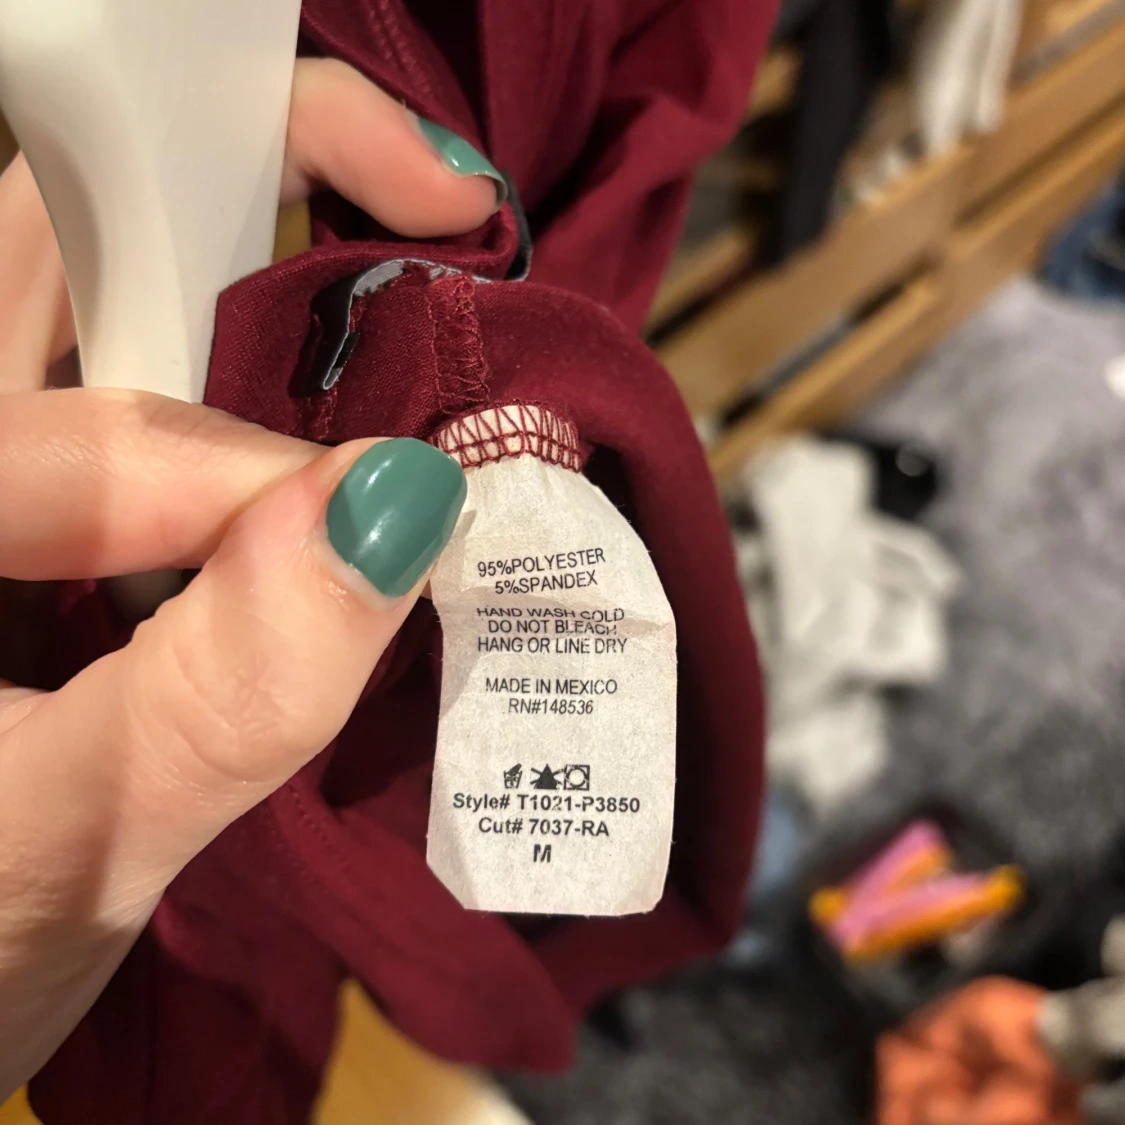 95%POLYESTER
5%SPANDEX
HAND WASH COLD
DO NOT BLEACH
HANG OR LINE DRY
MADE IN MEXICO
RN#148536
Style# T1021-P3850
Cut# 7037-RA
M